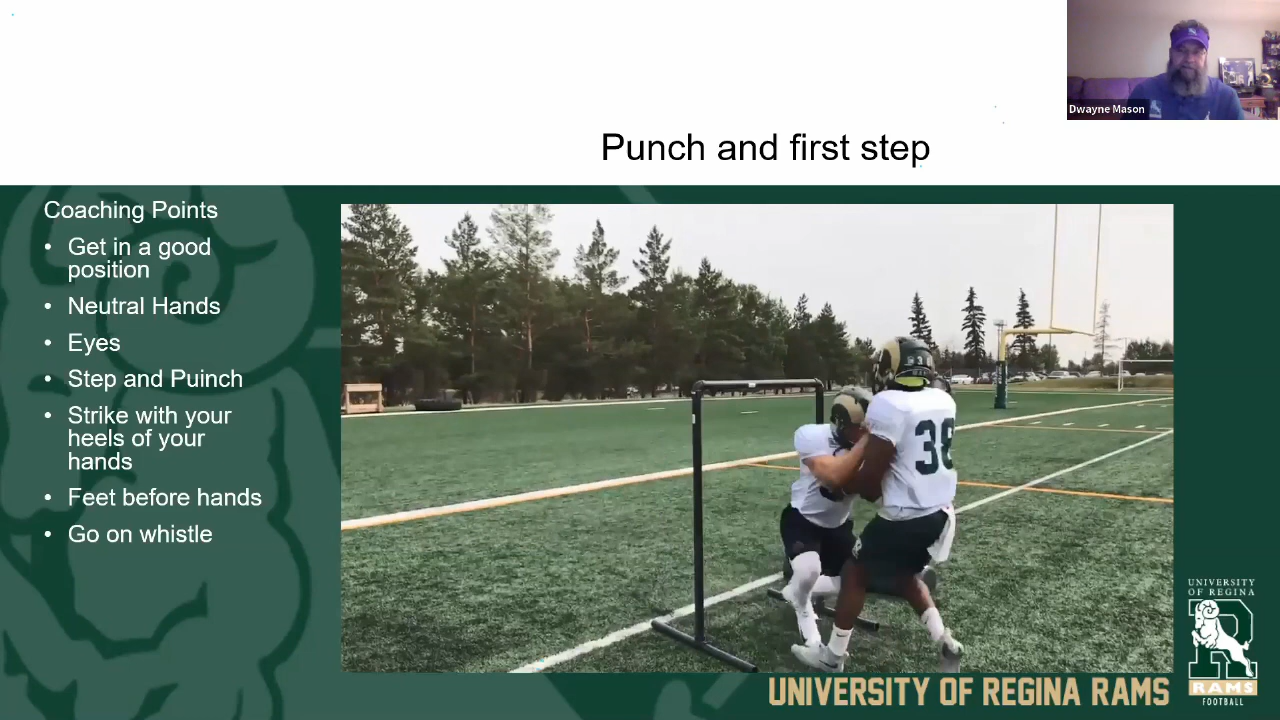 Dwayne Mason
Punch and first step
Coaching Points
• Get in a good
position
• Neutral Hands
• Eyes
• Step and Puinch
• Strike with your
heels of your
hands
• Feet before hands
• Go on whistle
38
UNIVERSITY
OF REGINA
R
RAMS
FOOTBALL
UNIVERSITY OF REGINA RAMS